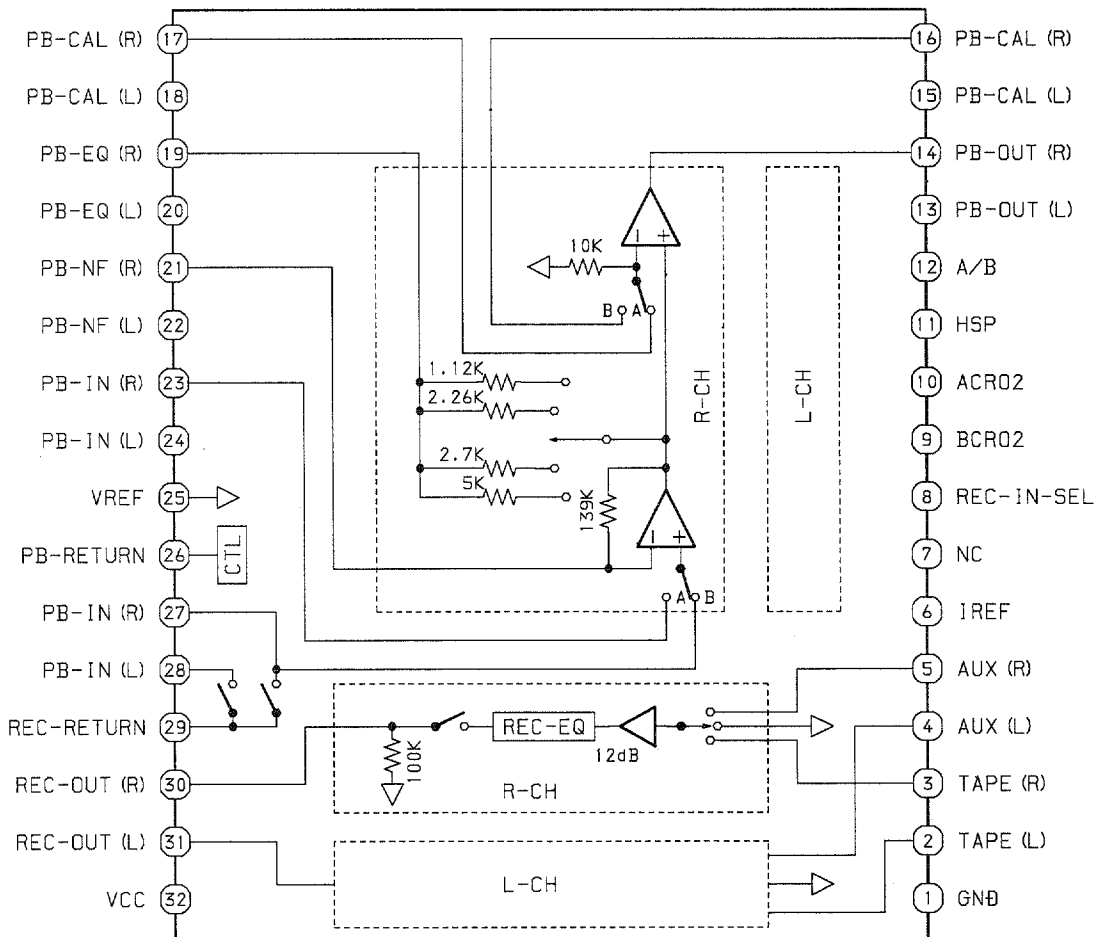 PB-CAL (R) 17
PB-CAL (L) 18
PB-EQ (R) 19
PB-EQ (L) 20
PB-NF (R) 21
PB-NF (L) 22
PB-IN (R) 23
PB-IN (L) 24
VREF 25
PB-RETURN 26
CTL
PB-IN (R) 27
PB-IN (L) 28
REC-RETURN 29
REC-OUT (R) 30
REC-OUT (L) 31
VCC 32
10K
B A
1.12K
2.26K
2.7K
5K
139K
A B
R-CH
L-CH
REC-EQ
12dB
100K
R-CH
L-CH
16 PB-CAL (R)
15 PB-CAL (L)
14 PB-OUT (R)
13 PB-OUT (L)
12 A/B
11 HSP
10 ACRO2
9 BCRO2
8 REC-IN-SEL
7 NC
6 IREF
5 AUX (R)
4 AUX (L)
3 TAPE (R)
2 TAPE (L)
1 GND